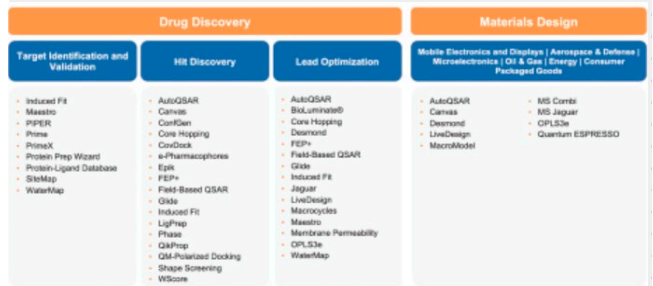 Drug Discovery
Materials Design
Target Identification and
Validation
Hit Discovery
Lead Optimization
Mobile Electronics and Displays | Aerospace & Defense |
Microelectronics | Oil & Gas | Energy | Consumer
Packaged Goods
Induced Fit
Maestro
PIPER
Prime
PrimeX
Protein Prep Wizard
Protein-Ligand Database
SiteMap
WaterMap
AutoQSAR
Canvas
ConfGen
Core Hopping
CovDock
e-Pharmacophores
Epik
FEP+
Field-Based QSAR
Glide
Induced Fit
LigPrep
Phase
QikProp
QM-Polarized Docking
Shape Screening
WScore
AutoQSAR
BioLuminate®
Core Hopping
Desmond
FEP+
Field-Based QSAR
Glide
Induced Fit
Jaguar
LiveDesign
Macrocycles
Maestro
Membrane Permeability
OPLS3e
WaterMap
AutoQSAR
Canvas
Desmond
LiveDesign
MacroModel
MS Combi
MS Jaguar
OPLS3e
Quantum ESPRESSO